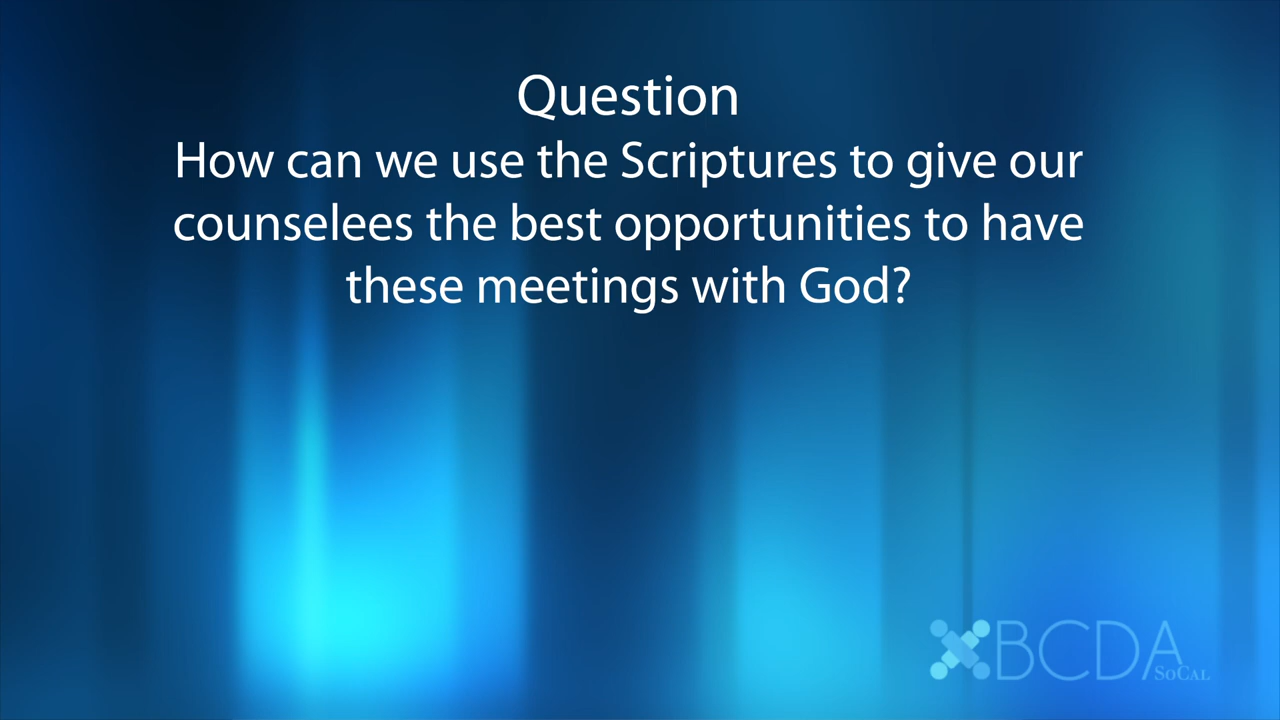 Question
How can we use the Scriptures to give our
counselees the best opportunities to have
these meetings with God?
BCDA
SoCal